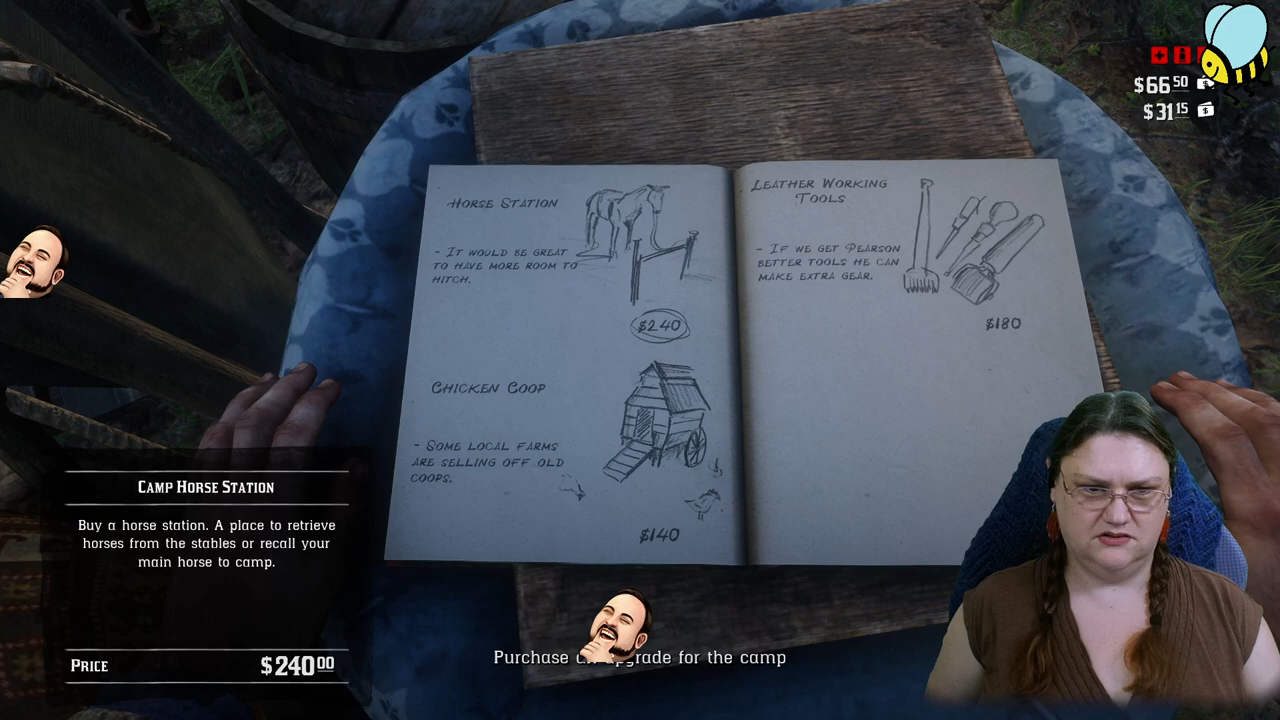 $66 50
$31 15
HORSE STATION
- IT WOULD BE GREAT
TO HAVE MORE ROOM TO
HITCH.
$240
CHICKEN COOP
- SOME LOCAL FARMS
ARE SELLING OFF OLD
COOPS.
$140
LEATHER WORKING
TOOLS
- IF WE GET PEARSON
BETTER TOOLS HE CAN
MAKE EXTRA GEAR.
$180
CAMP HORSE STATION
Buy a horse station. A place to retrieve
horses from the stables or recall your
main horse to camp.
PRICE $240 00
Purchase for the camp